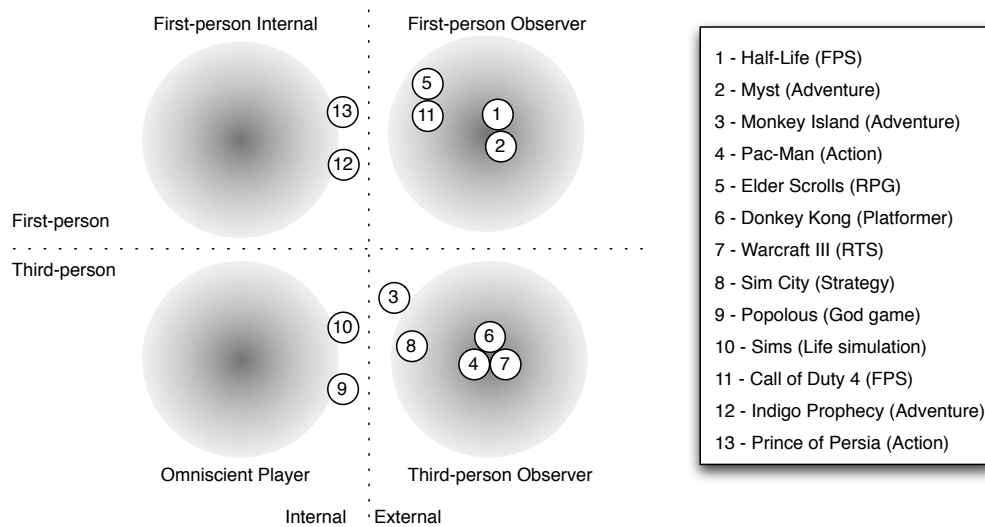 First-person Internal
First-person Observer
13
12
5
11
1
2
First-person
Third-person
10
9
3
8
6
4
7
Omniscient Player
Third-person Observer
Internal
External
1 - Half-Life (FPS)
2 - Myst (Adventure)
3 - Monkey Island (Adventure)
4 - Pac-Man (Action)
5 - Elder Scrolls (RPG)
6 - Donkey Kong (Platformer)
7 - Warcraft III (RTS)
8 - Sim City (Strategy)
9 - Popolous (God game)
10 - Sims (Life simulation)
11 - Call of Duty 4 (FPS)
12 - Indigo Prophecy (Adventure)
13 - Prince of Persia (Action)